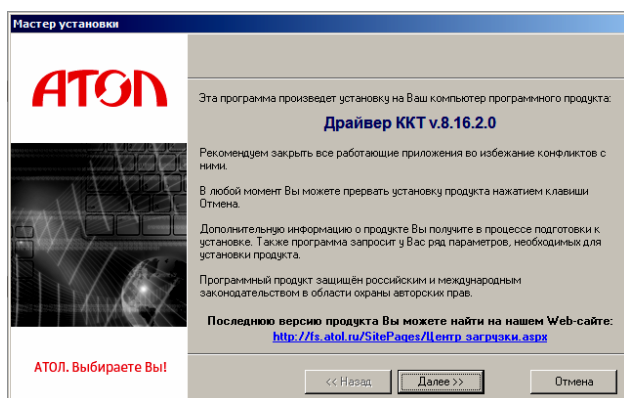 Мастер установки
АТОЛ
Эта программа произведет установку на Ваш компьютер программного продукта:
Драйвер ККТ v.8.16.2.0
Рекомендуем закрыть все работающие приложения во избежание конфликтов с
ними.
В любой момент Вы можете прервать установку продукта нажатием клавиши
Отмена.
Дополнительную информацию о продукте Вы получите в процессе подготовки к
установке. Также программа запросит у Вас ряд параметров, необходимых для
установки продукта.
Программный продукт защищён российским и международным
законодательством в области охраны авторских прав.
Последнюю версию продукта Вы можете найти на нашем Web-сайте:
http://fs.atol.ru/SitePages/Центр загрузки.aspx
АТОЛ. Выбираете Вы!
<< Назад
Далее >>
Отмена